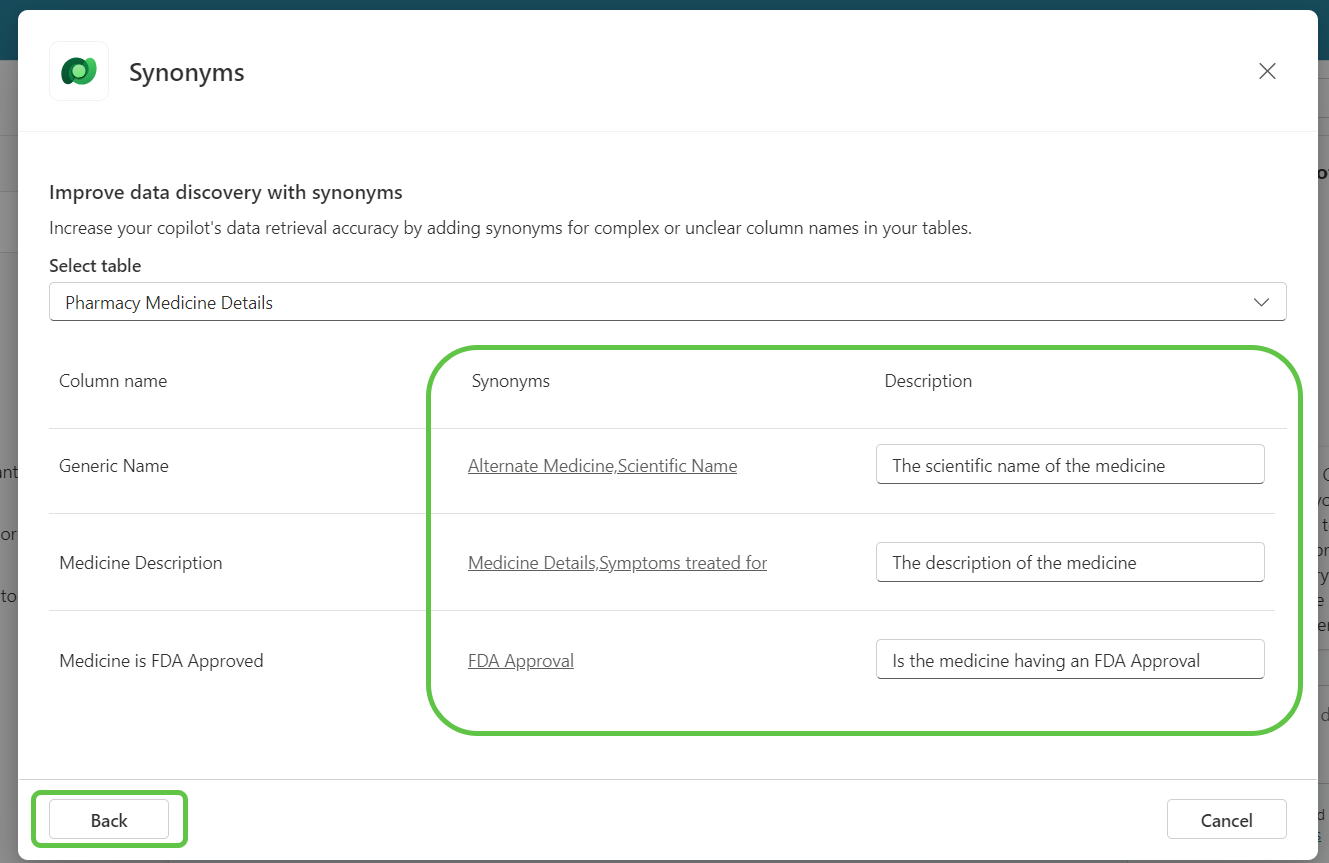 Synonyms
Improve data discovery with synonyms
Increase your copilot's data retrieval accuracy by adding synonyms for complex or unclear column names in your tables.
Select table
Pharmacy Medicine Details
Column name Synonyms Description
Generic Name Alternate Medicine,Scientific Name The scientific name of the medicine
Medicine Description Medicine Details,Symptoms treated for The description of the medicine
Medicine is FDA Approved FDA Approval Is the medicine having an FDA Approval
Back Cancel